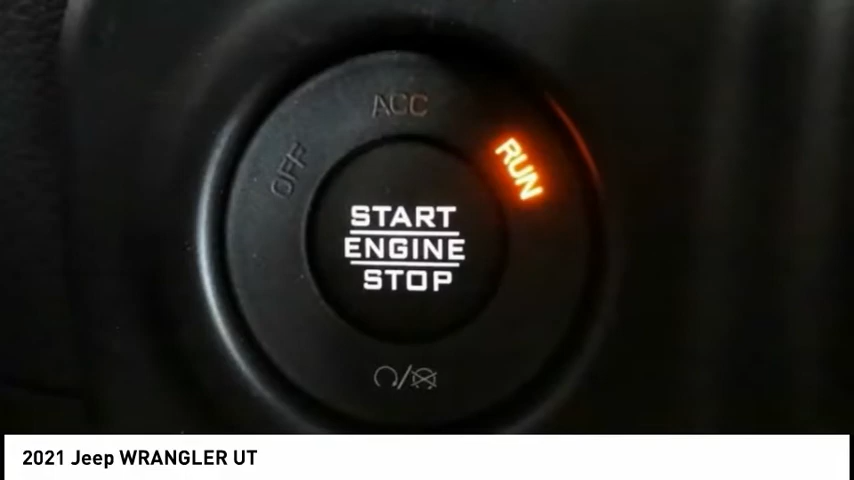 ACC
OFF
RUN
START
ENGINE
STOP
2021 Jeep WRANGLER UT